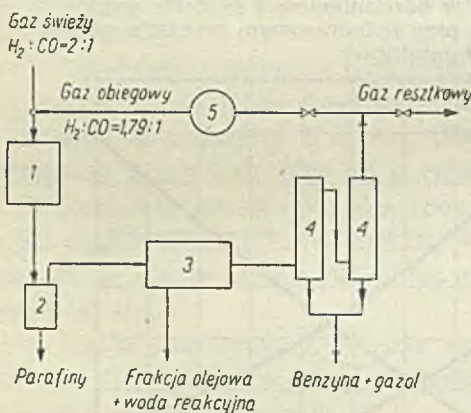 Gaz świeży
H₂ : CO = 2 : 1
Gaz obiegowy
H₂ : CO = 1,79 : 1
5
Gaz resztkowy
1
4
4
3
2
Parafiny
Frakcja olejowa
+ woda reakcyjna
Benzyna + gazol